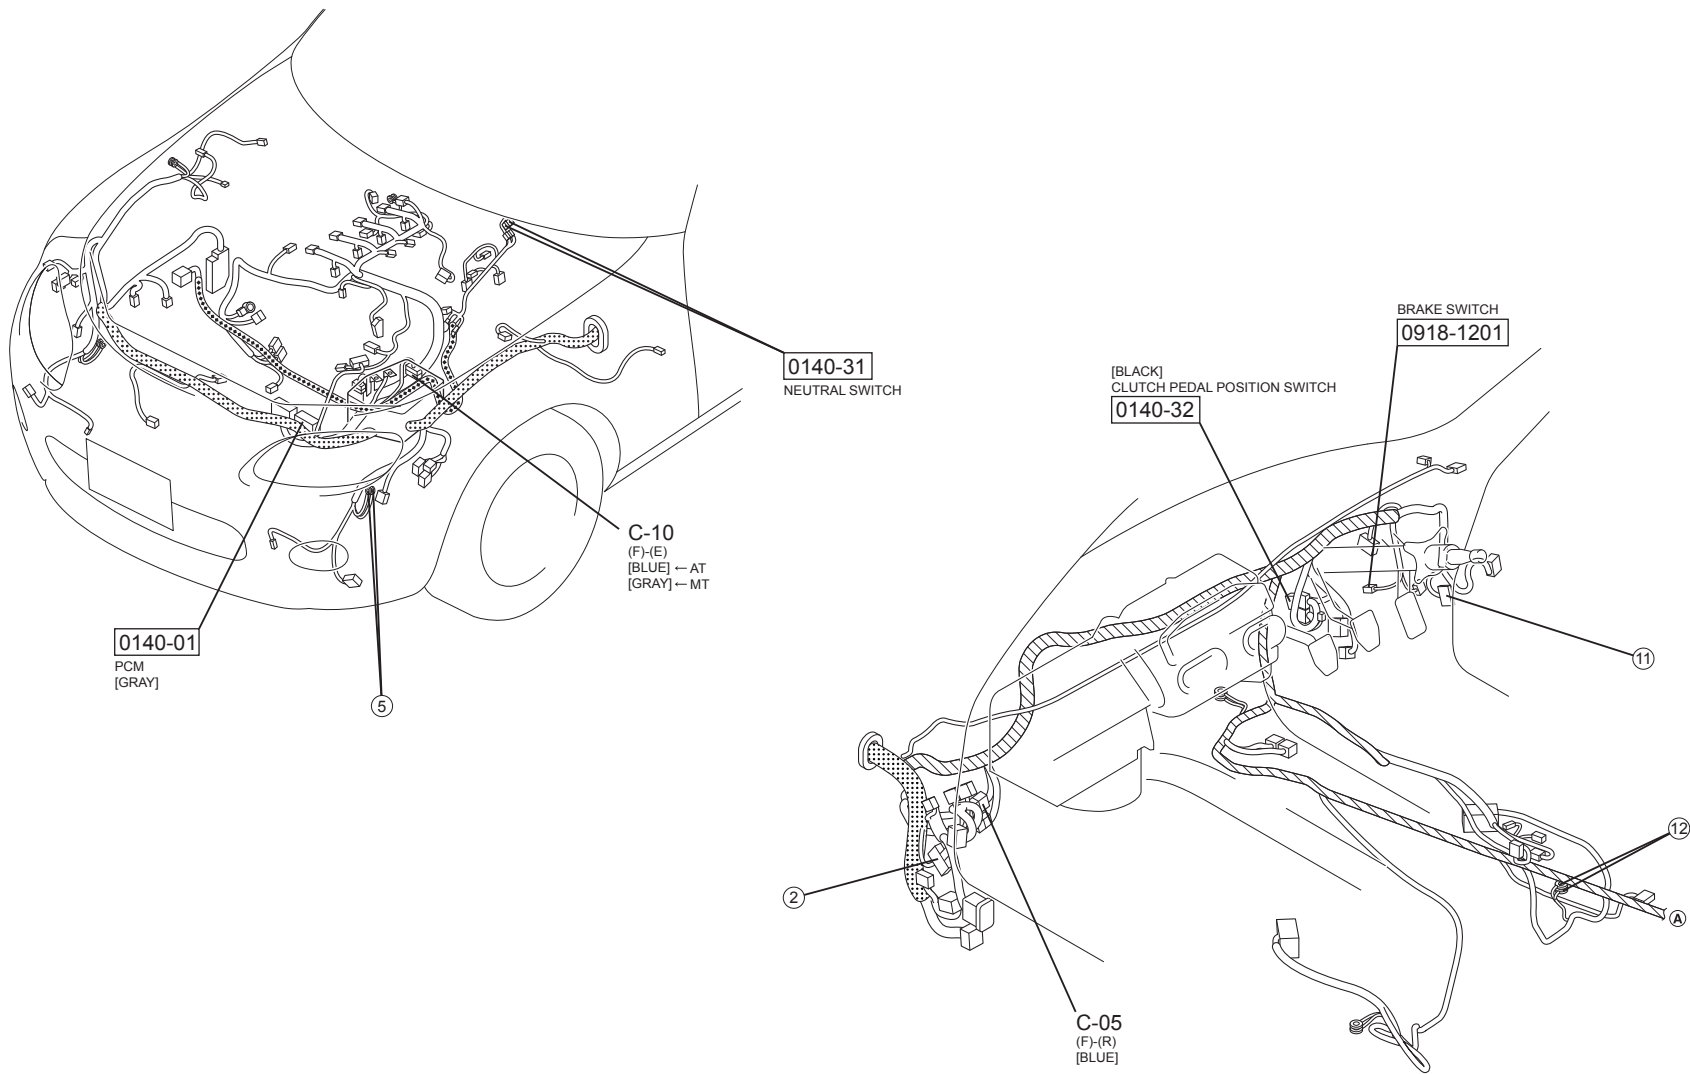 0140-31
NEUTRAL SWITCH
C-10
(F)-(E)
[BLUE] ← AT
[GRAY] ← MT
0140-01
PCM
[GRAY]
5
BRAKE SWITCH
0918-1201
[BLACK]
CLUTCH PEDAL POSITION SWITCH
0140-32
11
12
2
A
C-05
(F)-(R)
[BLUE]